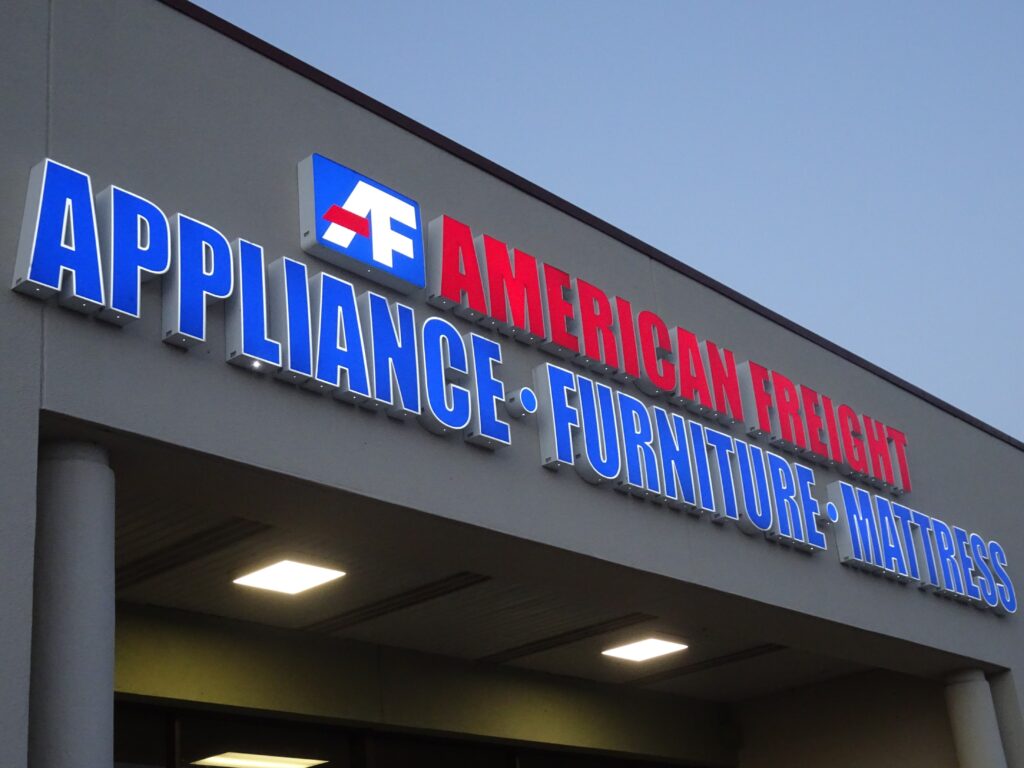 AF AMERICAN FREIGHT
APPLIANCE • FURNITURE • MATTRESS